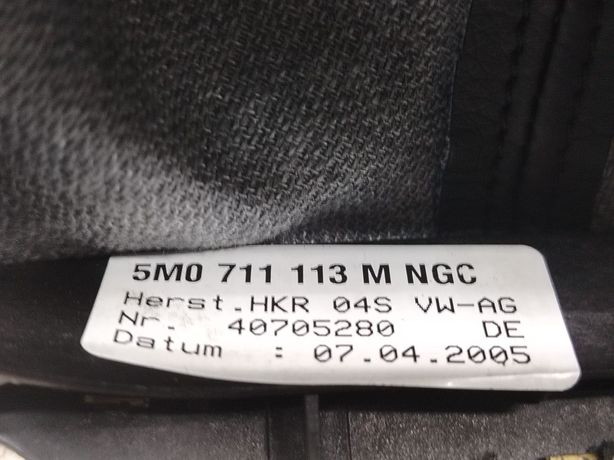 5M0 711 113 M NGC
Herst.HKR 04S VW-AG
Nr. 40705280 DE
Datum : 07.04.2005